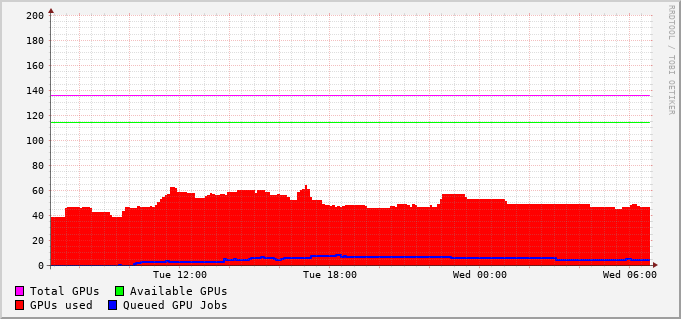 200
180
160
140
120
100
80
60
40
20
0
Tue 12:00 Tue 18:00 Wed 00:00 Wed 06:00
Total GPUs Available GPUs
GPUs used Queued GPU Jobs
RRDTOOL / TOBI OETIKER